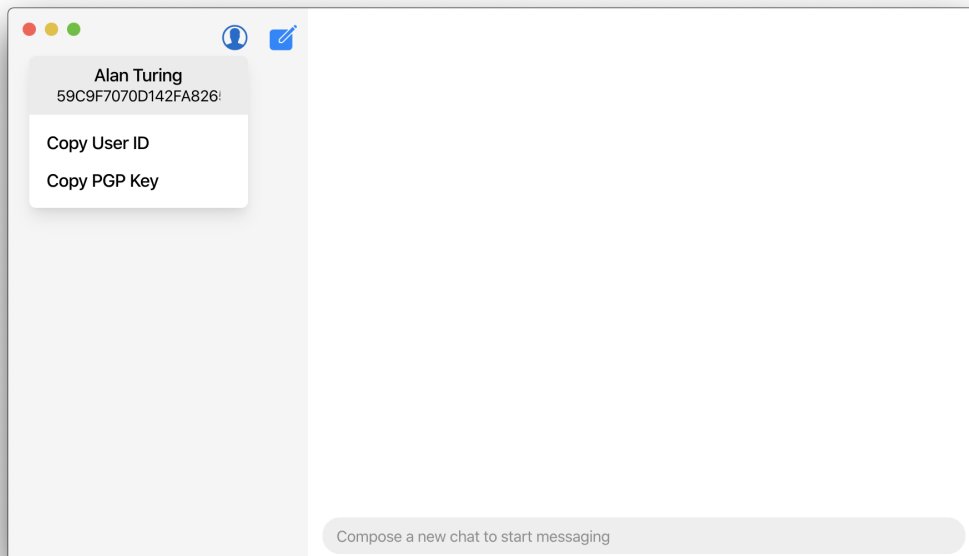 Alan Turing
59C9F7070D142FA826
Copy User ID
Copy PGP Key
Compose a new chat to start messaging